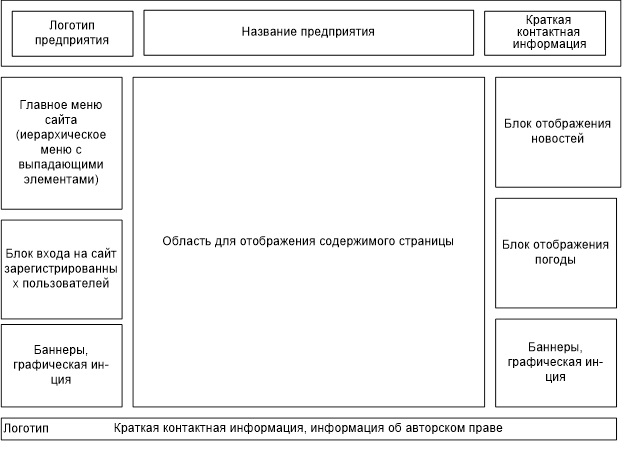 Логотип
предприятия
Название предприятия
Краткая
контактная
информация
Главное меню
сайта
(иерархическое
меню с
выпадающими
элементами)
Блок входа на сайт
зарегистрированны
х пользователей
Баннеры,
графическая ин-
ция
Область для отображения содержимого страницы
Блок отображения
новостей
Блок отображения
погоды
Баннеры,
графическая ин-
ция
Логотип Краткая контактная информация, информация об авторском праве